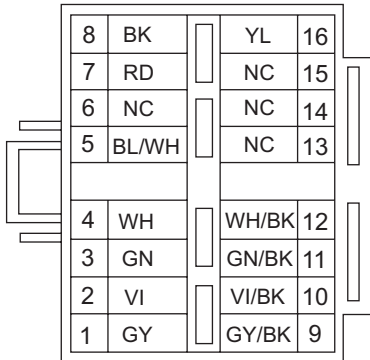 8 BK YL 16
7 RD NC 15
6 NC NC 14
5 BL/WH NC 13
4 WH WH/BK 12
3 GN GN/BK 11
2 VI VI/BK 10
1 GY GY/BK 9